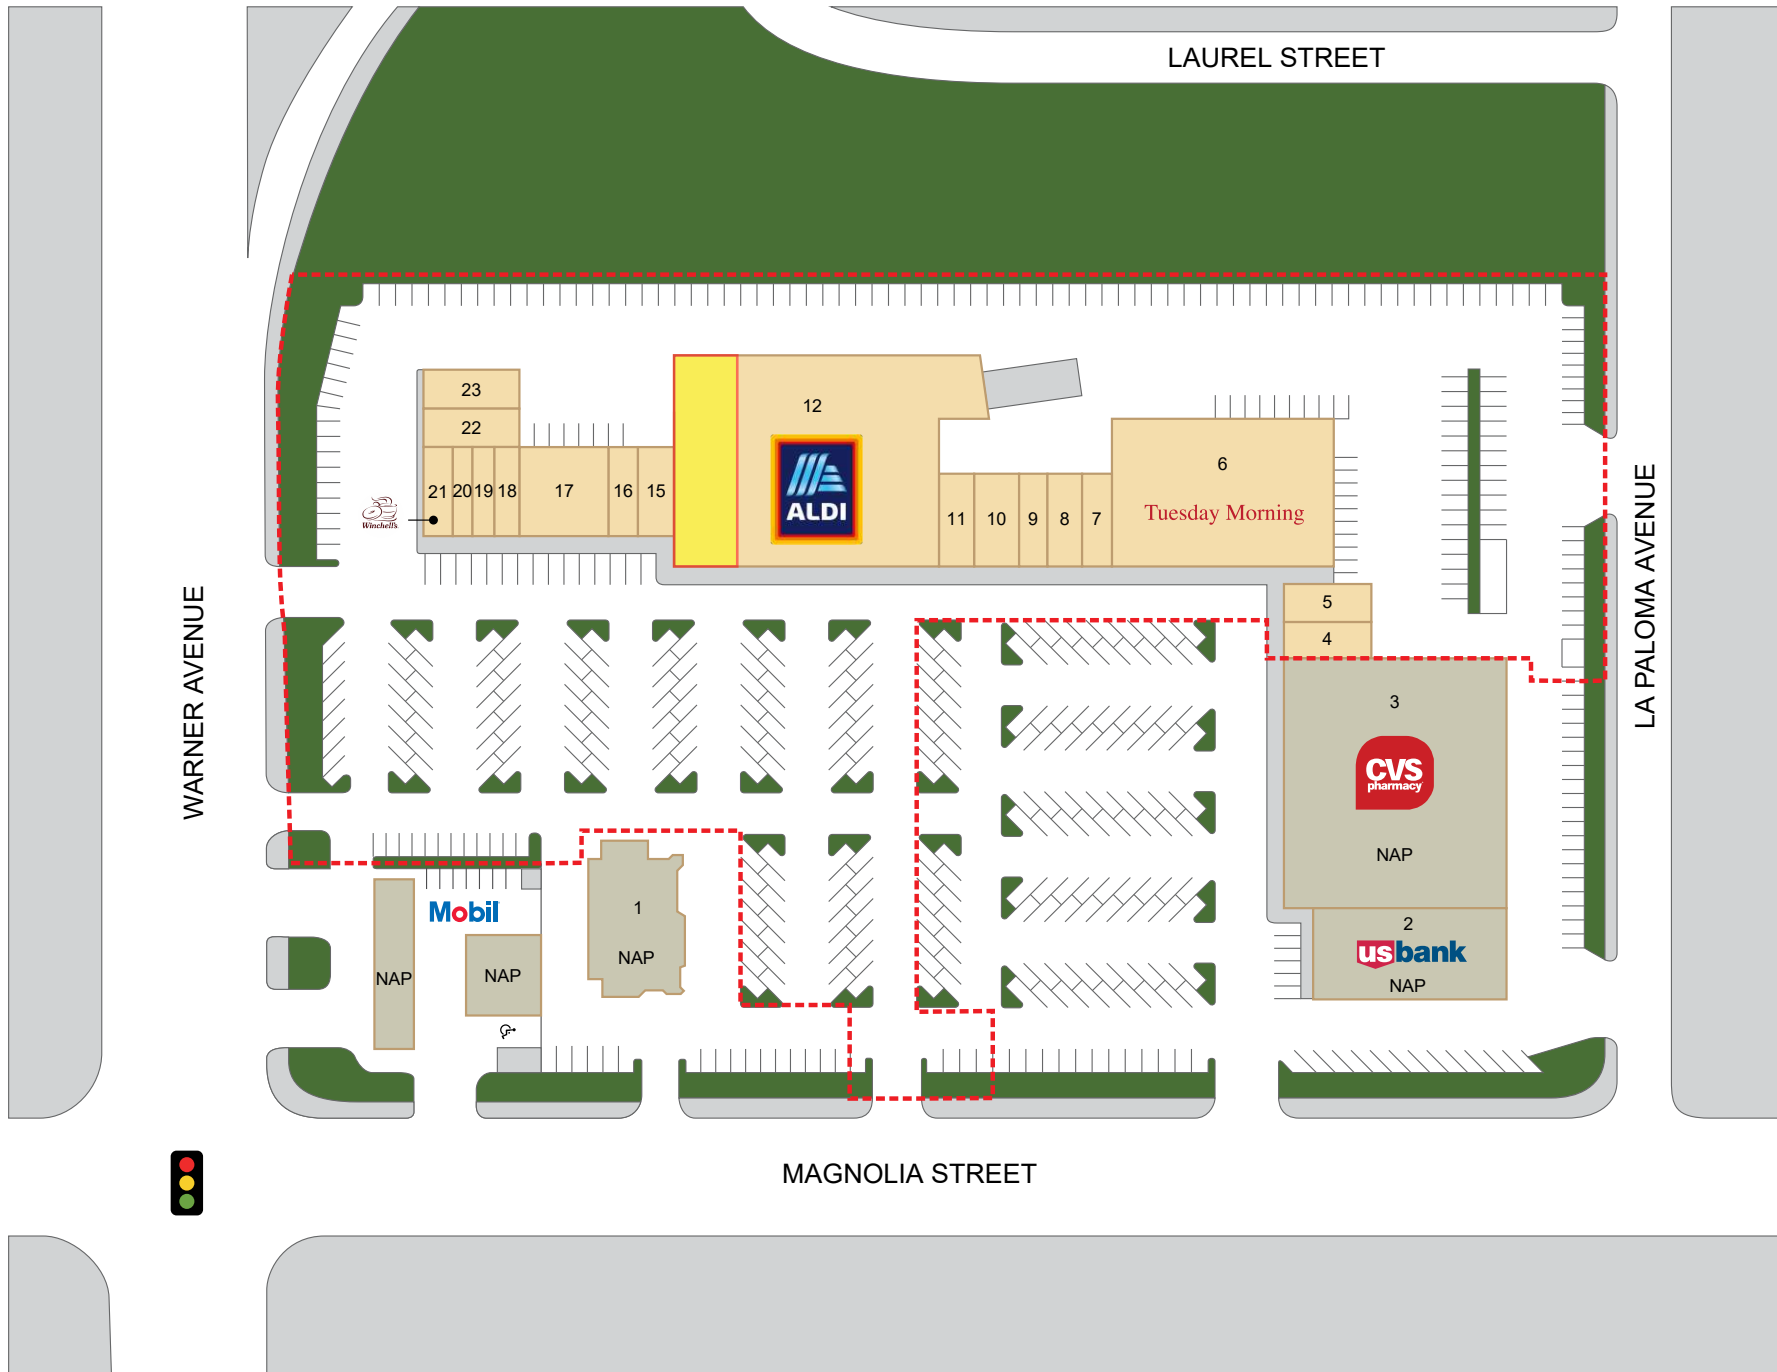 LAUREL STREET
23
12
22
6
21
20
19
18
17
16
15
ALDI
11
10
9
8
7
Tuesday Morning
Winchell's
LA PALOMA AVENUE
WARNER AVENUE
5
4
3
CVS
pharmacy
NAP
Mobil
1
NAP
2
usbank
NAP
NAP
NAP
MAGNOLIA STREET